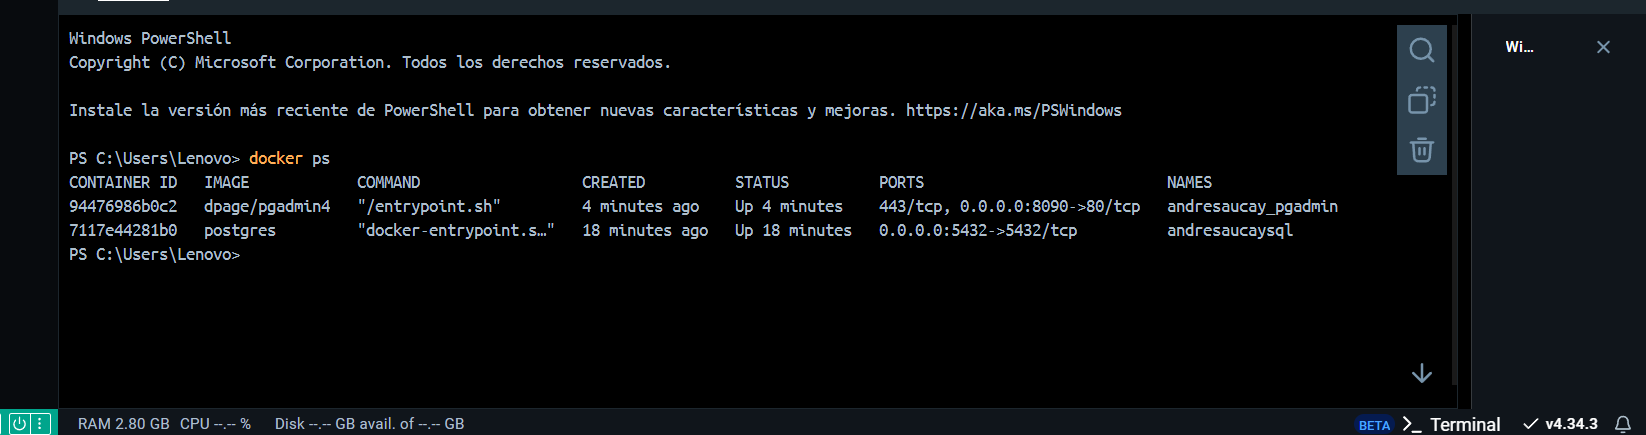 Windows PowerShell
Copyright (C) Microsoft Corporation. Todos los derechos reservados.
Instale la versión más reciente de PowerShell para obtener nuevas características y mejoras. https://aka.ms/PSWindows
PS C:\Users\Lenovo> docker ps
CONTAINER ID   IMAGE            COMMAND                  CREATED          STATUS          PORTS                           NAMES
94476986b0c2   dpage/pgadmin4   "/entrypoint.sh"         4 minutes ago    Up 4 minutes    443/tcp, 0.0.0.0:8090->80/tcp   andresaucay_pgadmin
7117e44281b0   postgres         "docker-entrypoint.s…"   18 minutes ago   Up 18 minutes   0.0.0.0:5432->5432/tcp          andresaucaysql
PS C:\Users\Lenovo>
Wi...
RAM 2.80 GB CPU --.-- % Disk --.-- GB avail. of --.-- GB
BETA >_ Terminal v4.34.3